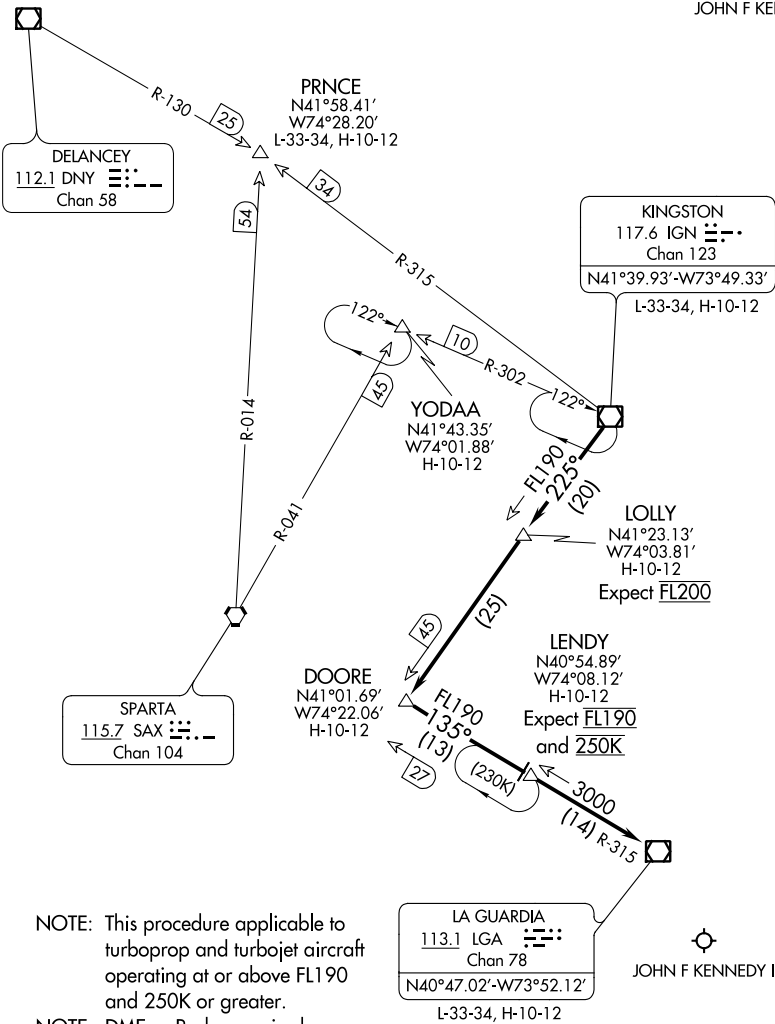 JOHN F KE
R-130
25
PRNCE
N41°58.41'
W74°28.20'
L-33-34, H-10-12
DELANCEY
112.1 DNY
Chan 58
54
34
R-315
KINGSTON
117.6 IGN
Chan 123
N41°39.93'-W73°49.33'
L-33-34, H-10-12
122°
10
R-302
122°
45
YODAA
N41°43.35'
W74°01.88'
H-10-12
R-014
R-041
FL190
225°
(20)
LOLLY
N41°23.13'
W74°03.81'
H-10-12
Expect FL200
(25)
45
SPARTA
115.7 SAX
Chan 104
DOORE
N41°01.69'
W74°22.06'
H-10-12
LENDY
N40°54.89'
W74°08.12'
H-10-12
Expect FL190
and 250K
FL190
135°
(13)
27
(230K)
3000
(14) R-315
LA GUARDIA
113.1 LGA
Chan 78
N40°47.02'-W73°52.12'
L-33-34, H-10-12
JOHN F KENNEDY I
NOTE: This procedure applicable to
turboprop and turbojet aircraft
operating at or above FL190
and 250K or greater.